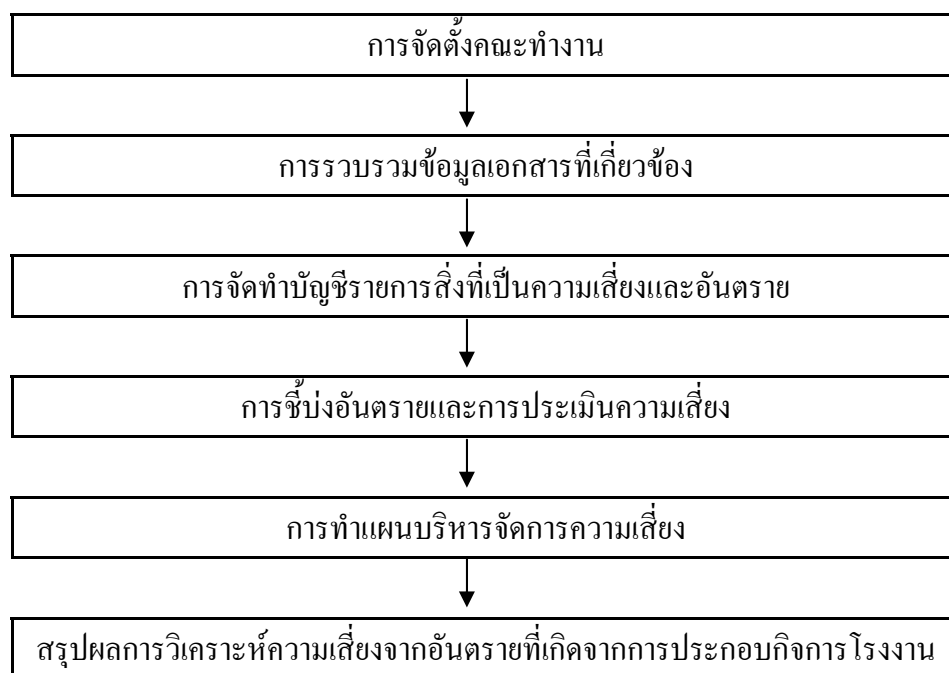 การจัดตั้งคณะทำงาน
การรวบรวมข้อมูลเอกสารที่เกี่ยวข้อง
การจัดทำบัญชีรายการสิ่งที่เป็นความเสี่ยงและอันตราย
การชี้บ่งอันตรายและการประเมินความเสี่ยง
การทำแผนบริหารจัดการความเสี่ยง
สรุปผลการวิเคราะห์ความเสี่ยงจากอันตรายที่เกิดจากการประกอบกิจการโรงงาน